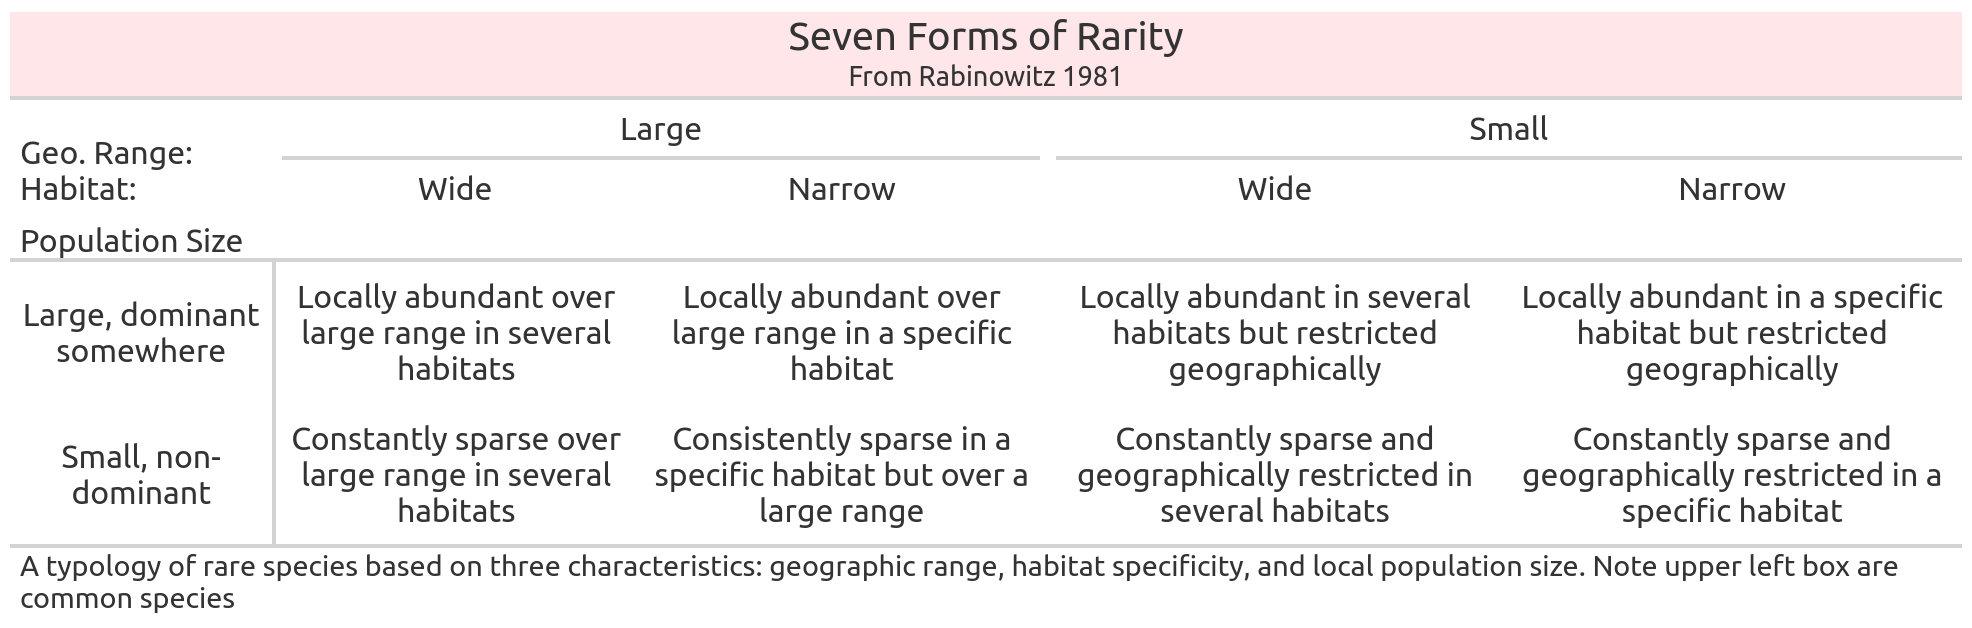 Seven Forms of Rarity
From Rabinowitz 1981
Geo. Range:
Large
Small
Habitat:
Wide
Narrow
Wide
Narrow
Population Size
Large, dominant
somewhere
Locally abundant over
large range in several
habitats
Locally abundant over
large range in a specific
habitat
Locally abundant in several
habitats but restricted
geographically
Locally abundant in a specific
habitat but restricted
geographically
Small, non-
dominant
Constantly sparse over
large range in several
habitats
Consistently sparse in a
specific habitat but over a
large range
Constantly sparse and
geographically restricted in
several habitats
Constantly sparse and
geographically restricted in a
specific habitat
A typology of rare species based on three characteristics: geographic range, habitat specificity, and local population size. Note upper left box are
common species